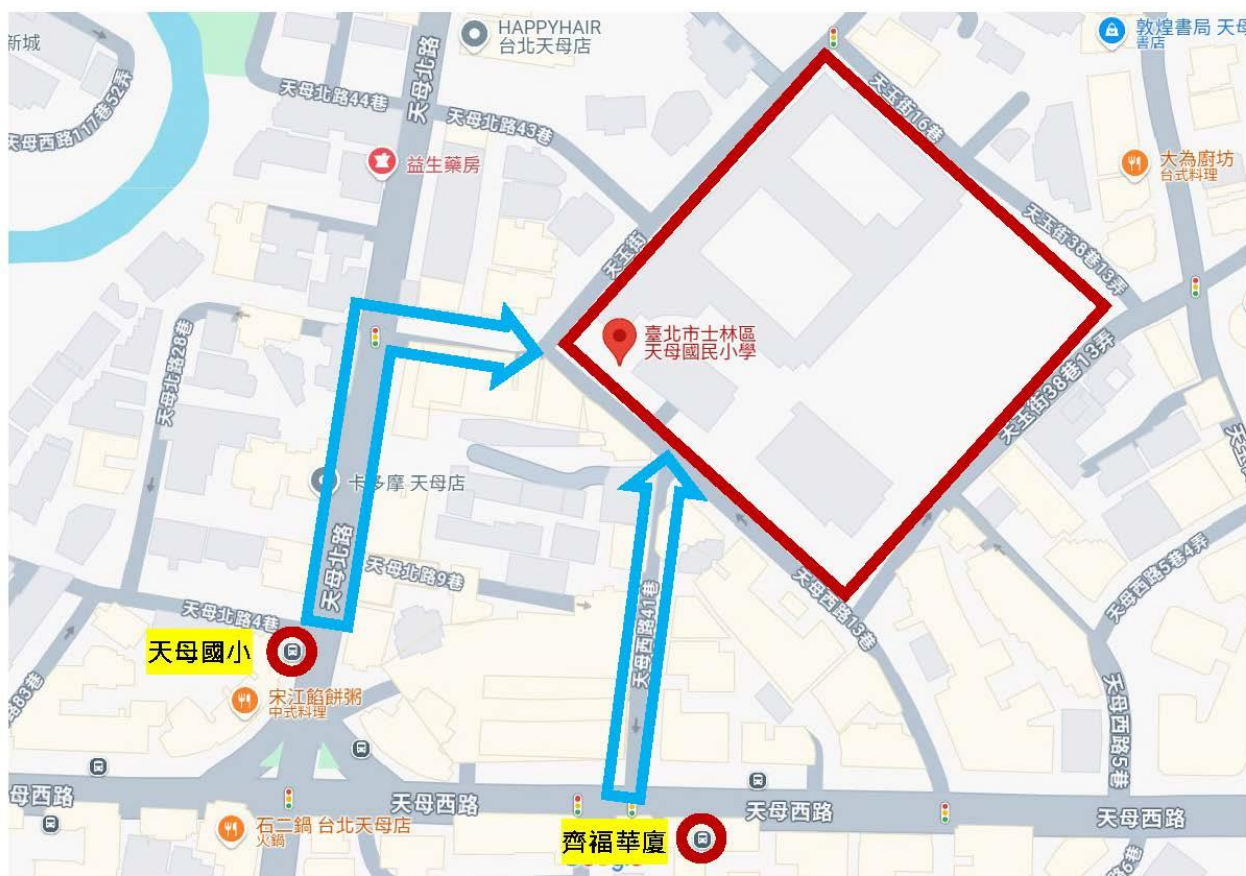 新城
HAPPYHAIR
台北天母店
天母北路
敦煌書局 天母
書店
天母西路117巷52弄
天母北路44巷
天母北路43巷
益生藥房
天玉街16巷
大為廚坊
台式料理
天玉街
天玉街38巷13弄
臺北市士林區
天母國民小學
天母北路28巷
天玉街38巷13弄
卡多摩 天母店
天母北路
天母北路9巷
天母西路41巷
天母西路13巷
天母西路5巷4弄
天母北路4巷
天母國小
宋江餡餅粥
中式料理
路83巷
天母西路5巷
母西路
天母西路
天母西路
天母西路
石二鍋 台北天母店
火鍋
齊福華廈
路6巷